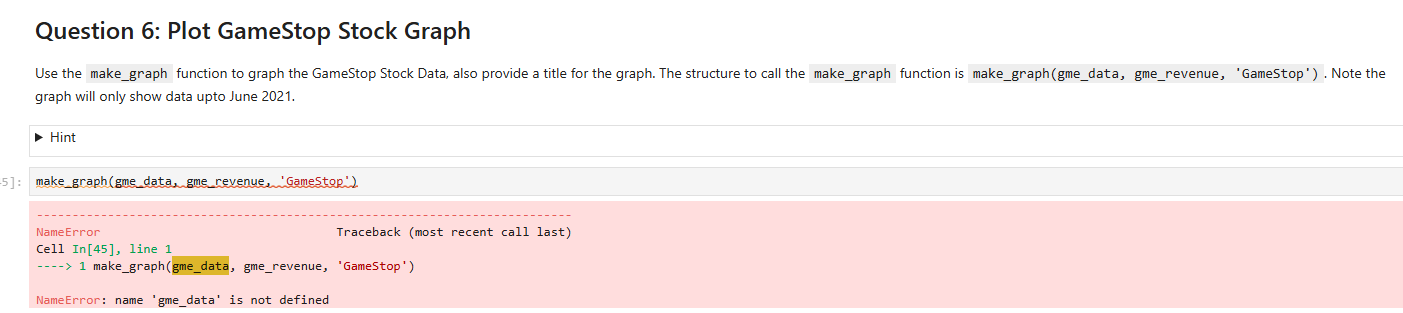 Question 6: Plot GameStop Stock Graph
Use the make_graph function to graph the GameStop Stock Data, also provide a title for the graph. The structure to call the make_graph function is make_graph(gme_data, gme_revenue, 'GameStop') . Note the
graph will only show data upto June 2021.
▶ Hint
5]: make_graph(gme_data, gme_revenue, 'GameStop')
---------------------------------------------------------------------------
NameError                                 Traceback (most recent call last)
Cell In[45], line 1
----> 1 make_graph(gme_data, gme_revenue, 'GameStop')
NameError: name 'gme_data' is not defined